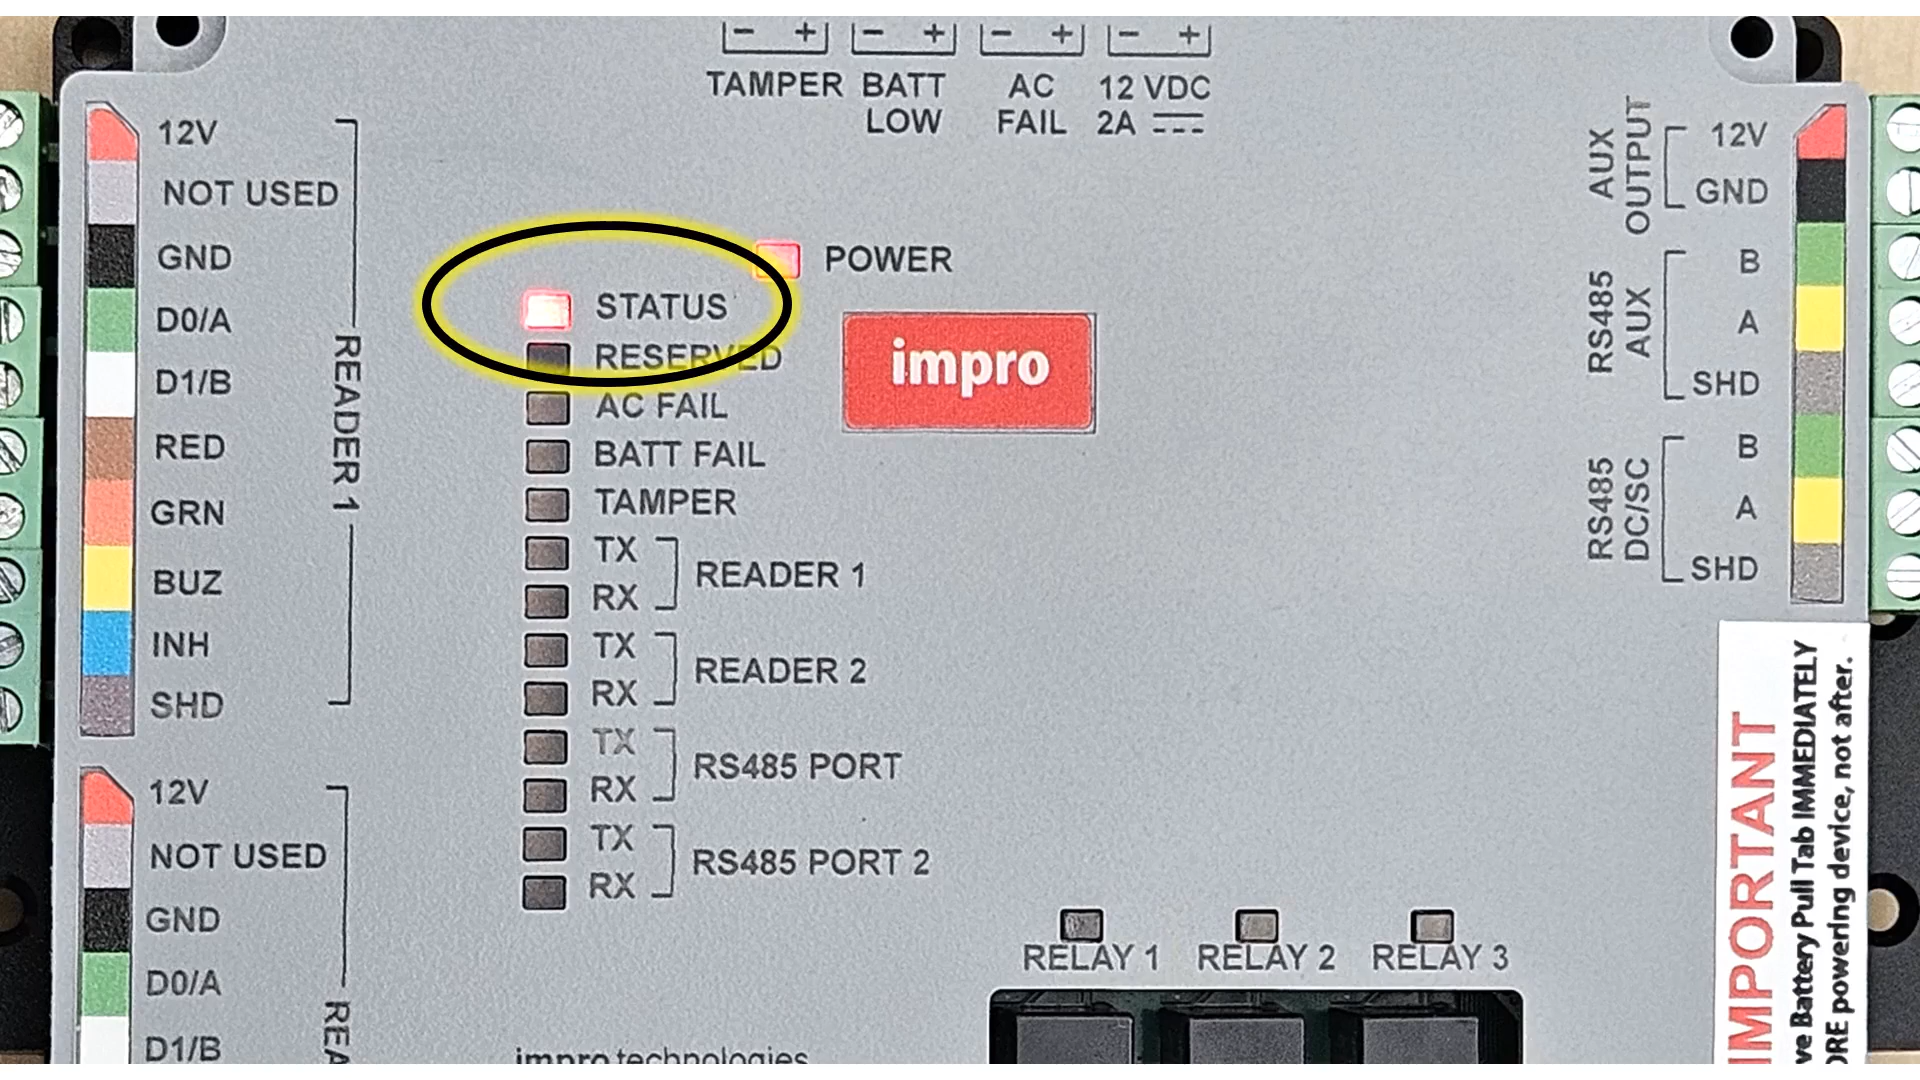 - + - + - + - +
TAMPER BATT LOW AC FAIL 12 VDC 2A
12V
NOT USED
GND
D0/A
D1/B
RED
GRN
BUZ
INH
SHD
READER 1
12V
NOT USED
GND
D0/A
D1/B
POWER
STATUS
RESERVED
AC FAIL
BATT FAIL
TAMPER
TX
RX
READER 1
TX
RX
READER 2
TX
RX
RS485 PORT
TX
RX
RS485 PORT 2
impro
impro technologies
RELAY 1 RELAY 2 RELAY 3
AUX OUTPUT
12V
GND
RS485 AUX
B
A
SHD
RS485 DC/SC
B
A
SHD
IMPORTANT
Battery Pull Tab IMMEDIATELY
powering device, not after.